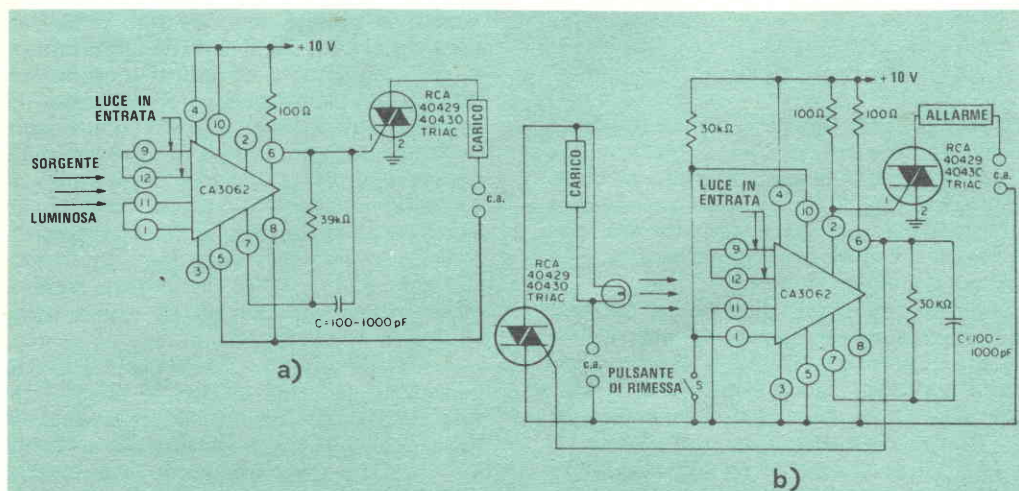 +10 V
LUCE IN
ENTRATA
4
10
100Ω
2
6
RCA
40429
40430
TRIAC
1
2
CARICO
c.a.
SORGENTE
LUMINOSA
9
12
11
1
CA3062
3
5
7
8
39kΩ
C=100-1000pF
a)
+10 V
30kΩ
100Ω
100Ω
ALLARME
RCA
40429
4043C
TRIAC
1
2
c.a.
CARICO
LUCE IN
ENTRATA
4
10
2
6
RCA
40429
40430
TRIAC
9
12
11
1
CA3062
3
5
7
8
c.a.
PULSANTE
DI RIMESSA
S
30KΩ
C=100-
1000pF
b)